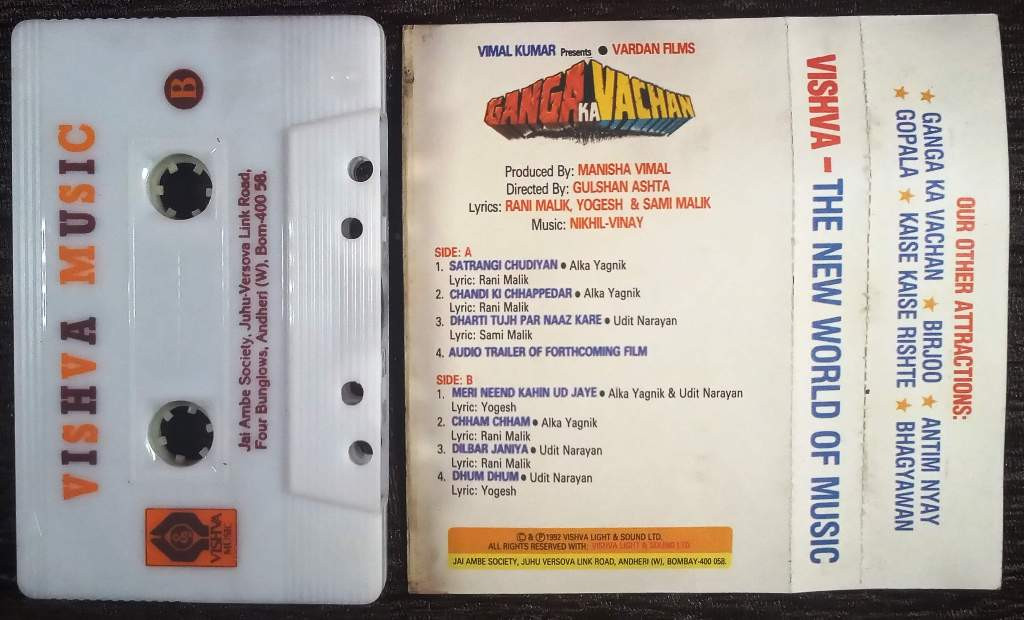 B
VISHVA MUSIC
Jai Ambe Society, Juhu-Versova Link Road,
Four Bunglows, Andheri (W), Bom-400 58.
VISHVA
MUSIC
VIMAL KUMAR Presents ● VARDAN FILMS
GANGA KA VACHAN
Produced By: MANISHA VIMAL
Directed By: GULSHAN ASHTA
Lyrics: RANI MALIK, YOGESH & SAMI MALIK
Music: NIKHIL-VINAY
SIDE: A
1. SATRANGI CHUDIYAN ● Alka Yagnik
Lyric: Rani Malik
2. CHANDI KI CHHAPPEDAR ● Alka Yagnik
Lyric: Rani Malik
3. DHARTI TUJH PAR NAAZ KARE ● Udit Narayan
Lyric: Sami Malik
4. AUDIO TRAILER OF FORTHCOMING FILM
SIDE: B
1. MERI NEEND KAHIN UD JAYE ● Alka Yagnik & Udit Narayan
Lyric: Yogesh
2. CHHAM CHHAM ● Alka Yagnik
Lyric: Rani Malik
3. DILBAR JANIYA ● Udit Narayan
Lyric: Rani Malik
4. DHUM DHUM ● Udit Narayan
Lyric: Yogesh
© & ℗ 1992 VISHVA LIGHT & SOUND LTD.
ALL RIGHTS RESERVED WITH: VISHVA LIGHT & SOUND LTD
JAI AMBE SOCIETY, JUHU VERSOVA LINK ROAD, ANDHERI (W), BOMBAY-400 058.
VISHVA - THE NEW WORLD OF MUSIC
OUR OTHER ATTRACTIONS:
★ GANGA KA VACHAN ★ BIRJOO ★ ANTIM NYAY
★ GOPALA ★ KAISE KAISE RISHTE ★ BHAGYAWAN